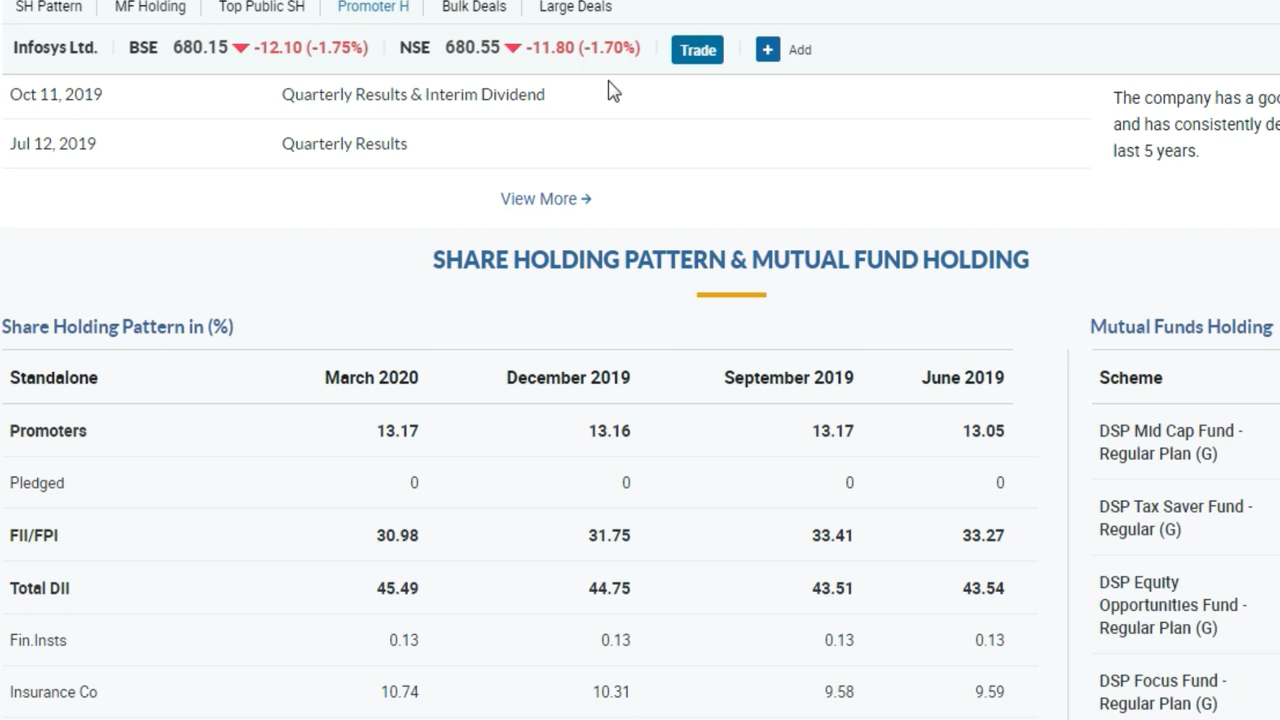 SH Pattern MF Holding Top Public SH Promoter H Bulk Deals Large Deals
Infosys Ltd. BSE 680.15 -12.10 (-1.75%) NSE 680.55 -11.80 (-1.70%) Trade + Add
Oct 11, 2019 Quarterly Results & Interim Dividend
Jul 12, 2019 Quarterly Results
View More →
The company has a goo
and has consistently de
last 5 years.
SHARE HOLDING PATTERN & MUTUAL FUND HOLDING
Share Holding Pattern in (%)
Standalone March 2020 December 2019 September 2019 June 2019
Promoters 13.17 13.16 13.17 13.05
Pledged 0 0 0 0
FII/FPI 30.98 31.75 33.41 33.27
Total DII 45.49 44.75 43.51 43.54
Fin.Insts 0.13 0.13 0.13 0.13
Insurance Co 10.74 10.31 9.58 9.59
Mutual Funds Holding
Scheme
DSP Mid Cap Fund -
Regular Plan (G)
DSP Tax Saver Fund -
Regular (G)
DSP Equity
Opportunities Fund -
Regular Plan (G)
DSP Focus Fund -
Regular Plan (G)